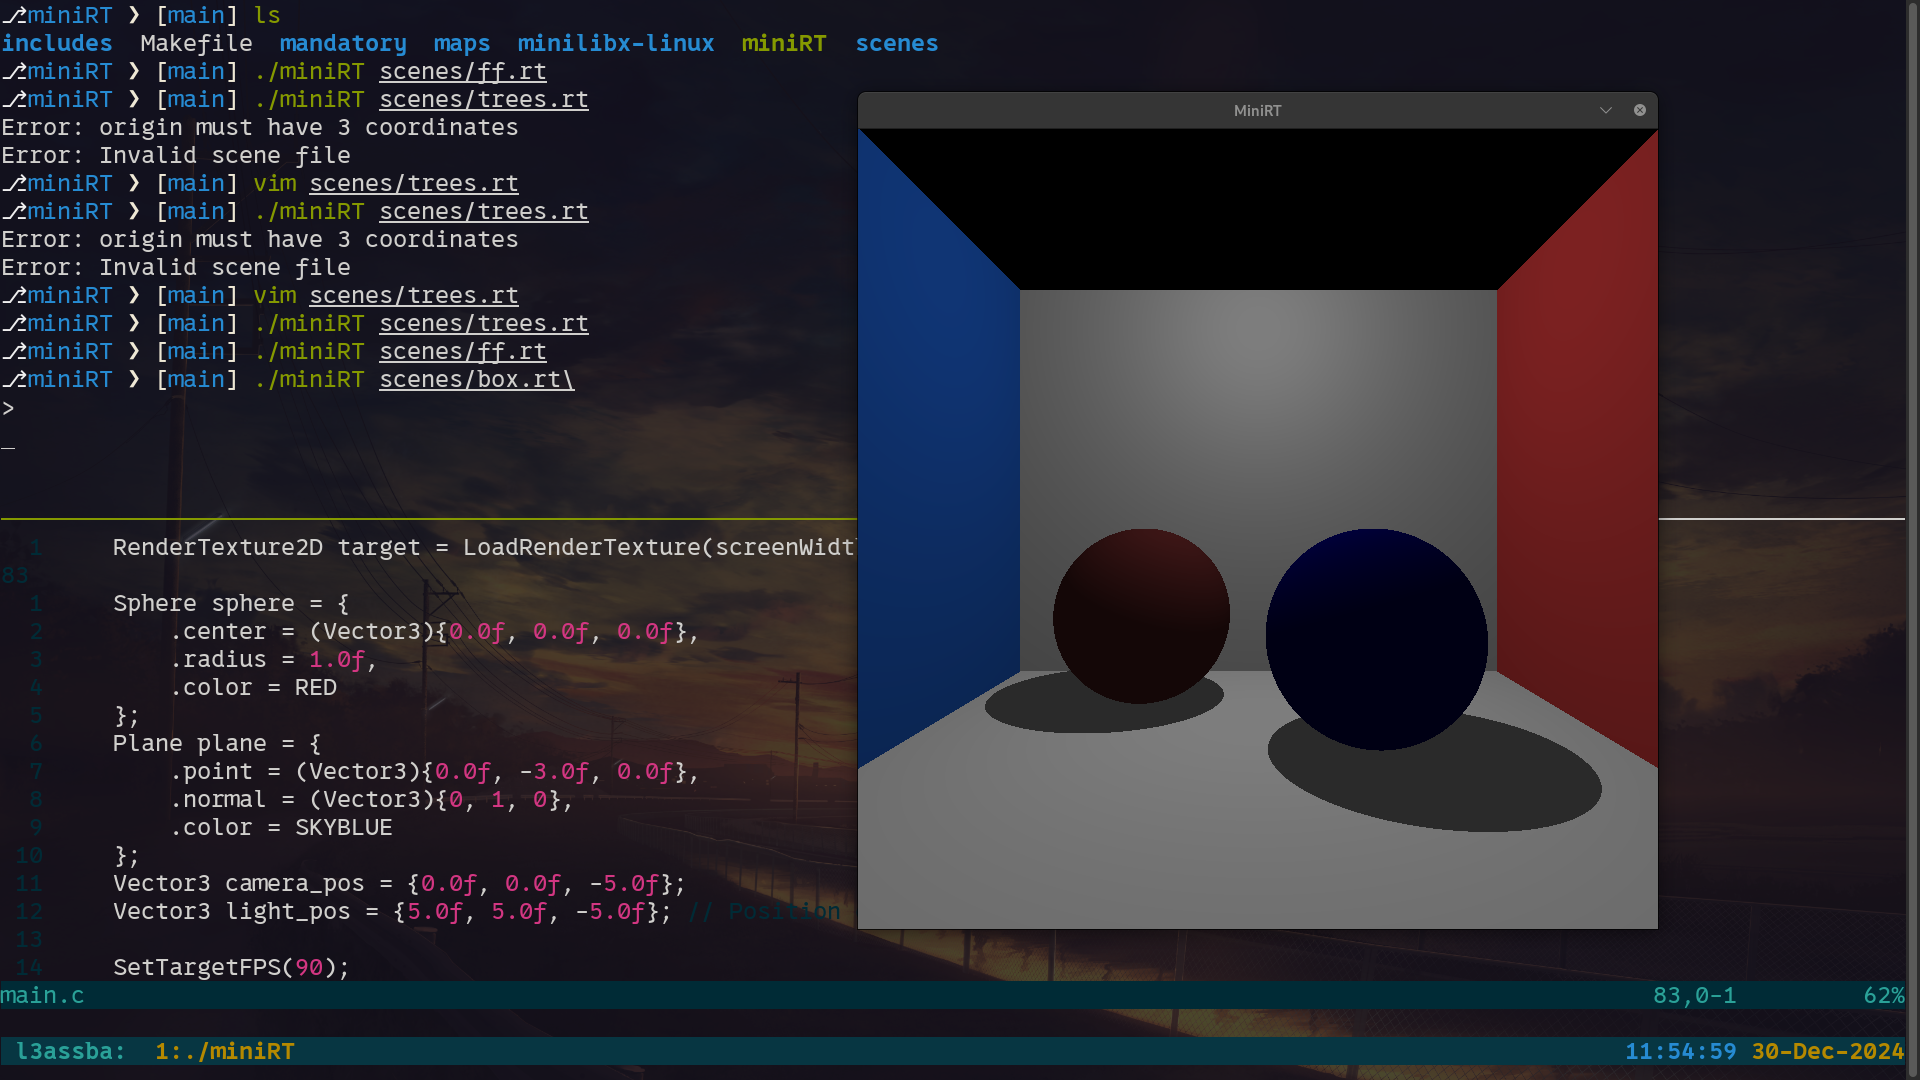 ⎇miniRT ❯ [main] ls
includes  Makefile  mandatory  maps  minilibx-linux  miniRT  scenes
⎇miniRT ❯ [main] ./miniRT scenes/ff.rt
⎇miniRT ❯ [main] ./miniRT scenes/trees.rt
Error: origin must have 3 coordinates
Error: Invalid scene file
⎇miniRT ❯ [main] vim scenes/trees.rt
⎇miniRT ❯ [main] ./miniRT scenes/trees.rt
Error: origin must have 3 coordinates
Error: Invalid scene file
⎇miniRT ❯ [main] vim scenes/trees.rt
⎇miniRT ❯ [main] ./miniRT scenes/trees.rt
⎇miniRT ❯ [main] ./miniRT scenes/ff.rt
⎇miniRT ❯ [main] ./miniRT scenes/box.rt\
>
_
MiniRT
1     RenderTexture2D target = LoadRenderTexture(screenWidt
83
1     Sphere sphere = {
2         .center = (Vector3){0.0f, 0.0f, 0.0f},
3         .radius = 1.0f,
4         .color = RED
5     };
6     Plane plane = {
7         .point = (Vector3){0.0f, -3.0f, 0.0f},
8         .normal = (Vector3){0, 1, 0},
9         .color = SKYBLUE
10     };
11     Vector3 camera_pos = {0.0f, 0.0f, -5.0f};
12     Vector3 light_pos = {5.0f, 5.0f, -5.0f}; // Position
13
14     SetTargetFPS(90);
main.c 83,0-1 62%
l3assba:  1:./miniRT 11:54:59 30-Dec-2024